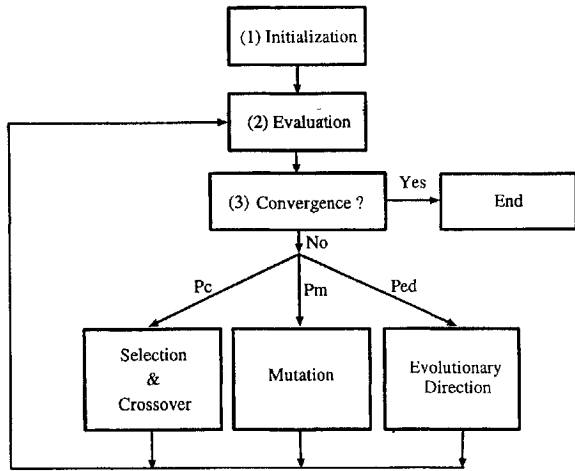 (1) Initialization
(2) Evaluation
(3) Convergence ?
Yes
End
No
Pc
Pm
Ped
Selection
&
Crossover
Mutation
Evolutionary
Direction